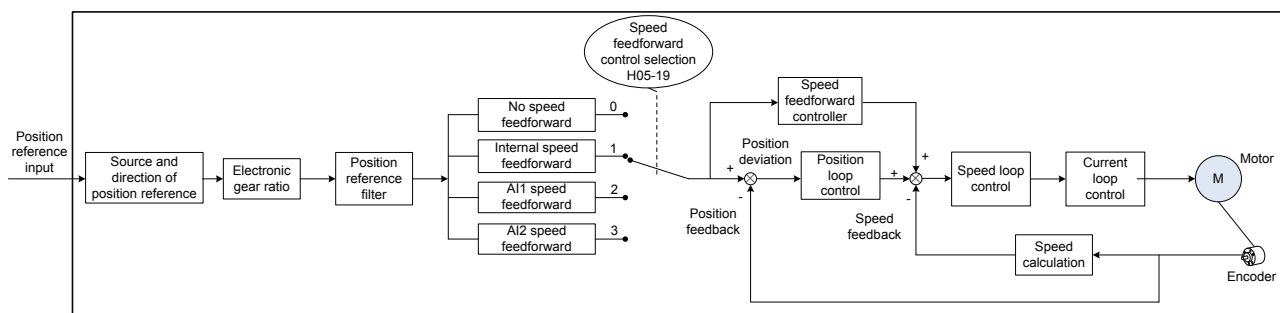 Speed
feedforward
control selection
H05-19
Position
reference
input
Source and
direction of
position reference
Electronic
gear ratio
Position
reference
filter
No speed
feedforward
0
Internal speed
feedforward
1
AI1 speed
feedforward
2
AI2 speed
feedforward
3
Speed
feedforward
controller
Position
deviation
+
-
Position
feedback
Position
loop
control
+
+
-
Speed
feedback
Speed loop
control
Current
loop
control
Motor
M
Speed
calculation
Encoder